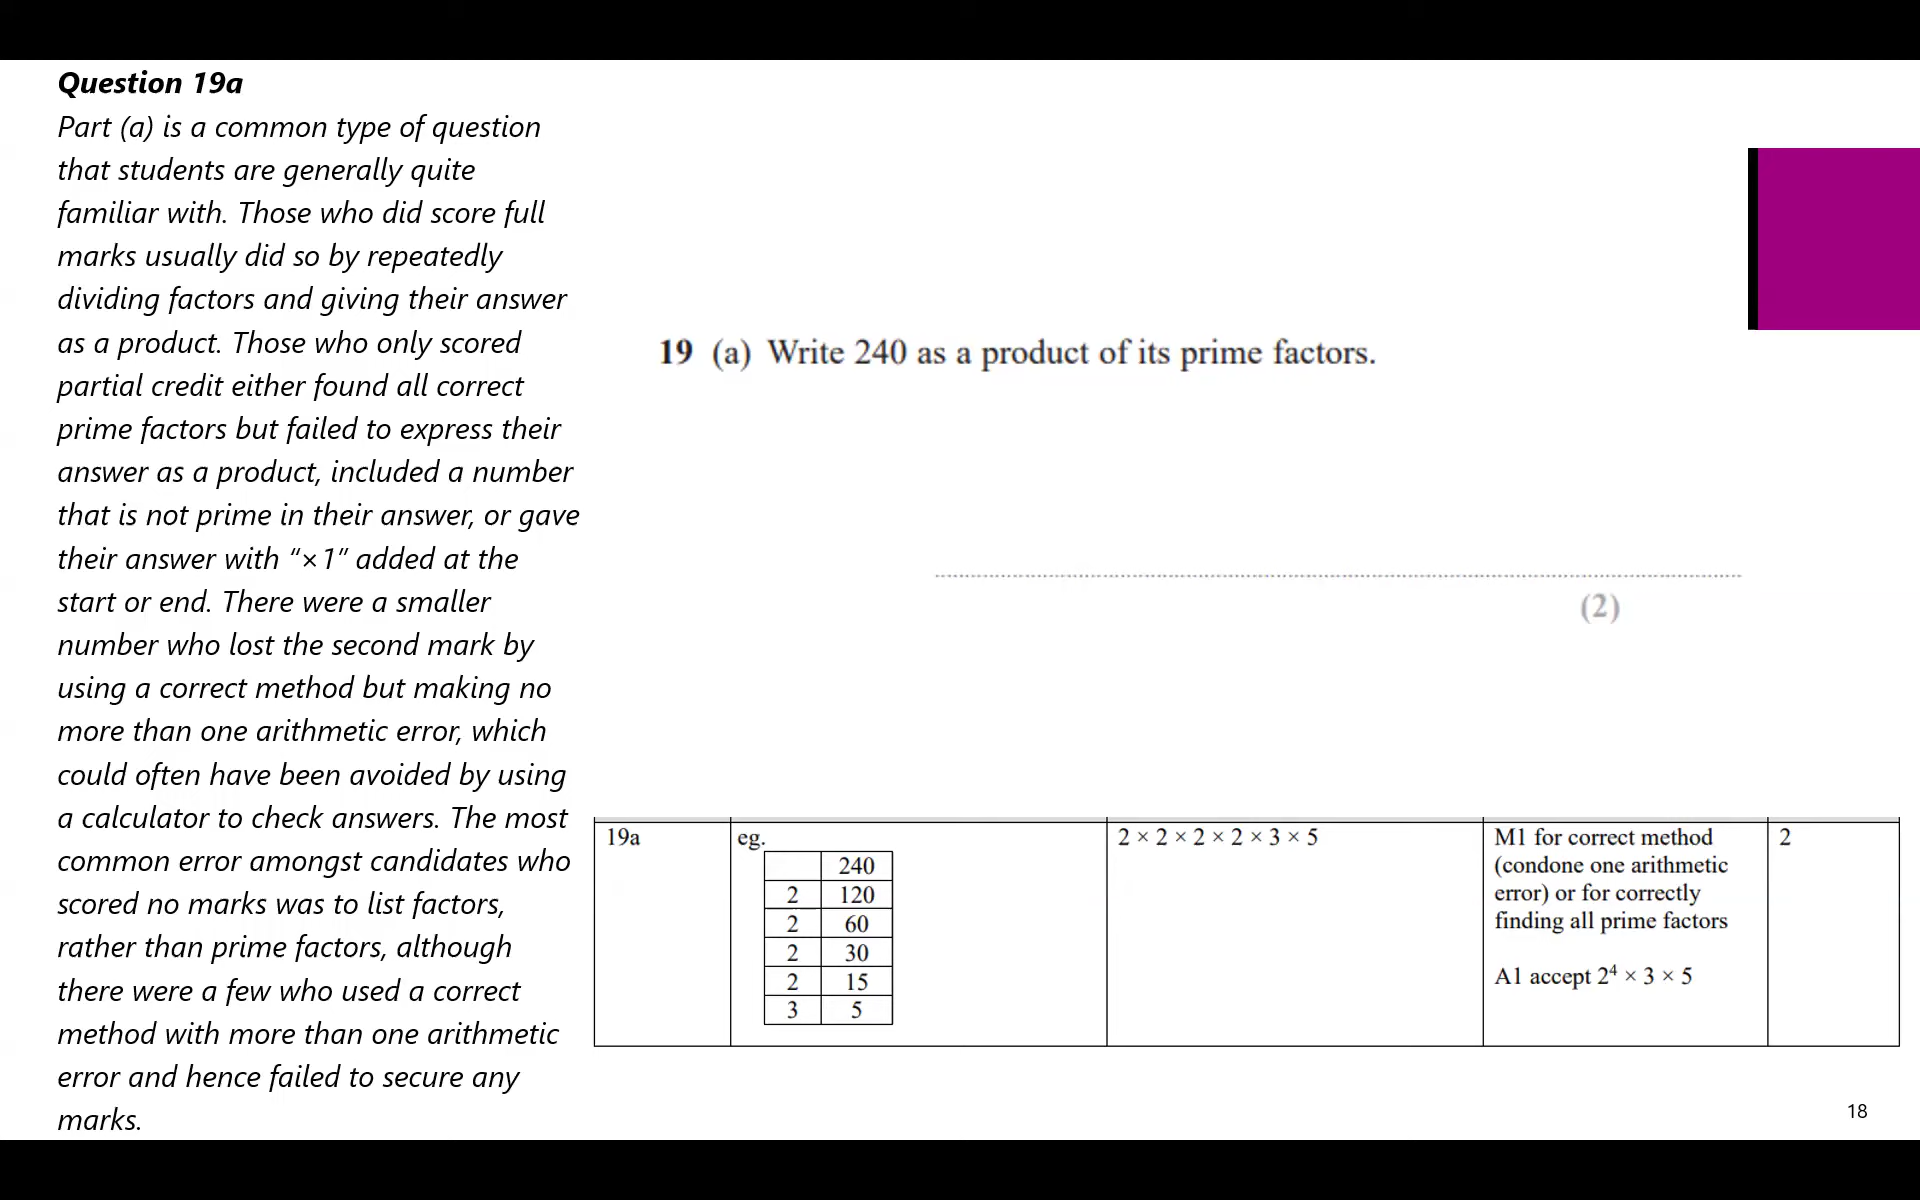 Question 19a
Part (a) is a common type of question
that students are generally quite
familiar with. Those who did score full
marks usually did so by repeatedly
dividing factors and giving their answer
as a product. Those who only scored
partial credit either found all correct
prime factors but failed to express their
answer as a product, included a number
that is not prime in their answer, or gave
their answer with “×1” added at the
start or end. There were a smaller
number who lost the second mark by
using a correct method but making no
more than one arithmetic error, which
could often have been avoided by using
a calculator to check answers. The most
common error amongst candidates who
scored no marks was to list factors,
rather than prime factors, although
there were a few who used a correct
method with more than one arithmetic
error and hence failed to secure any
marks.
19 (a) Write 240 as a product of its prime factors.
(2)
19a
eg.
240
2 120
2 60
2 30
2 15
3 5
2 × 2 × 2 × 2 × 3 × 5
M1 for correct method
(condone one arithmetic
error) or for correctly
finding all prime factors
A1 accept 2⁴ × 3 × 5
2
18